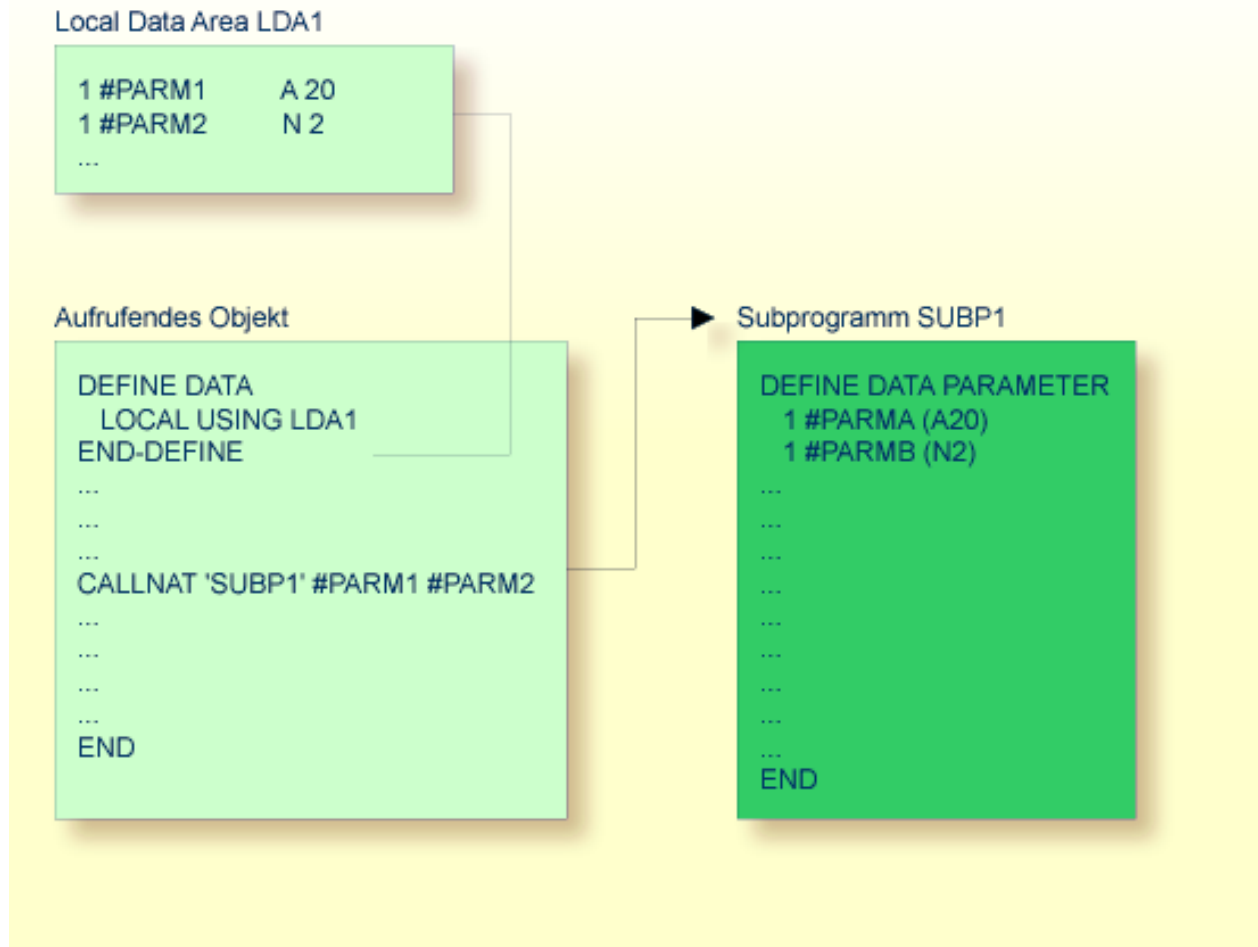 Local Data Area LDA1
1 #PARM1 A 20
1 #PARM2 N 2
...
Aufrufendes Objekt
DEFINE DATA
LOCAL USING LDA1
END-DEFINE
...
...
...
CALLNAT 'SUBP1' #PARM1 #PARM2
...
...
...
...
END
Subprogramm SUBP1
DEFINE DATA PARAMETER
1 #PARMA (A20)
1 #PARMB (N2)
...
...
...
...
...
...
...
...
...
END